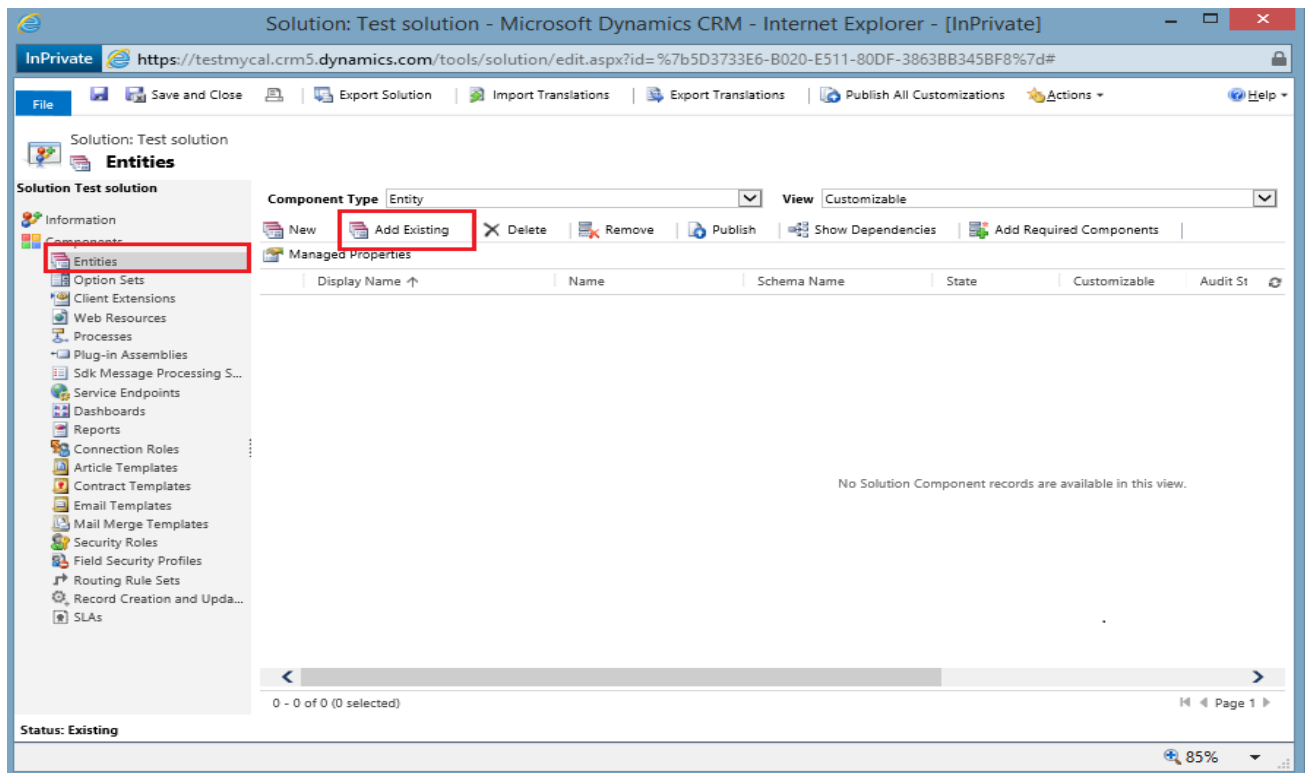 Solution: Test solution - Microsoft Dynamics CRM - Internet Explorer - [InPrivate]
InPrivate https://testmycal.crm5.dynamics.com/tools/solution/edit.aspx?id=%7b5D3733E6-B020-E511-80DF-3863BB345BF8%7d#
File Save and Close Export Solution Import Translations Export Translations Publish All Customizations Actions Help
Solution: Test solution
Entities
Solution Test solution
Component Type Entity View Customizable
Information
New Add Existing Delete Remove Publish Show Dependencies Add Required Components
Components
Managed Properties
Entities
Display Name Name Schema Name State Customizable Audit St
Option Sets
Client Extensions
Web Resources
Processes
Plug-in Assemblies
Sdk Message Processing S...
Service Endpoints
Dashboards
Reports
Connection Roles
Article Templates
Contract Templates
No Solution Component records are available in this view.
Email Templates
Mail Merge Templates
Security Roles
Field Security Profiles
Routing Rule Sets
Record Creation and Upda...
SLAs
0 - 0 of 0 (0 selected) Page 1
Status: Existing
85%